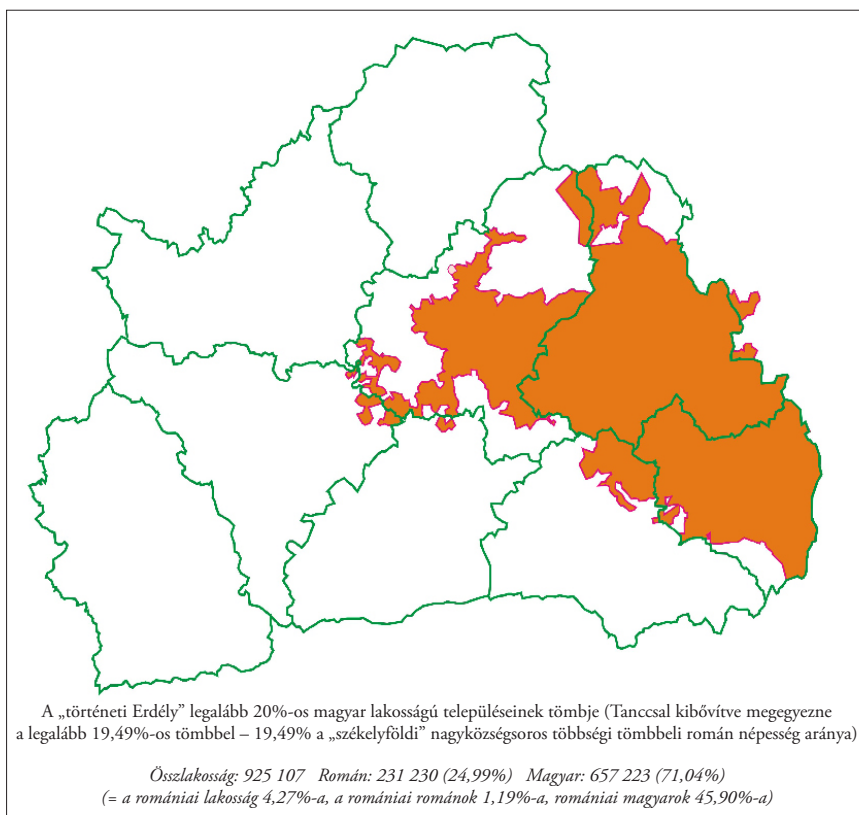 A „történeti Erdély” legalább 20%-os magyar lakosságú településeinek tömbje (Tanccsal kibővítve megegyezne
a legalább 19,49%-os tömbbel – 19,49% a „székelyföldi” nagyközségsoros többségi tömbbeli román népesség aránya)
Összlakosság: 925 107 Román: 231 230 (24,99%) Magyar: 657 223 (71,04%)
(= a romániai lakosság 4,27%-a, a romániai románok 1,19%-a, romániai magyarok 45,90%-a)